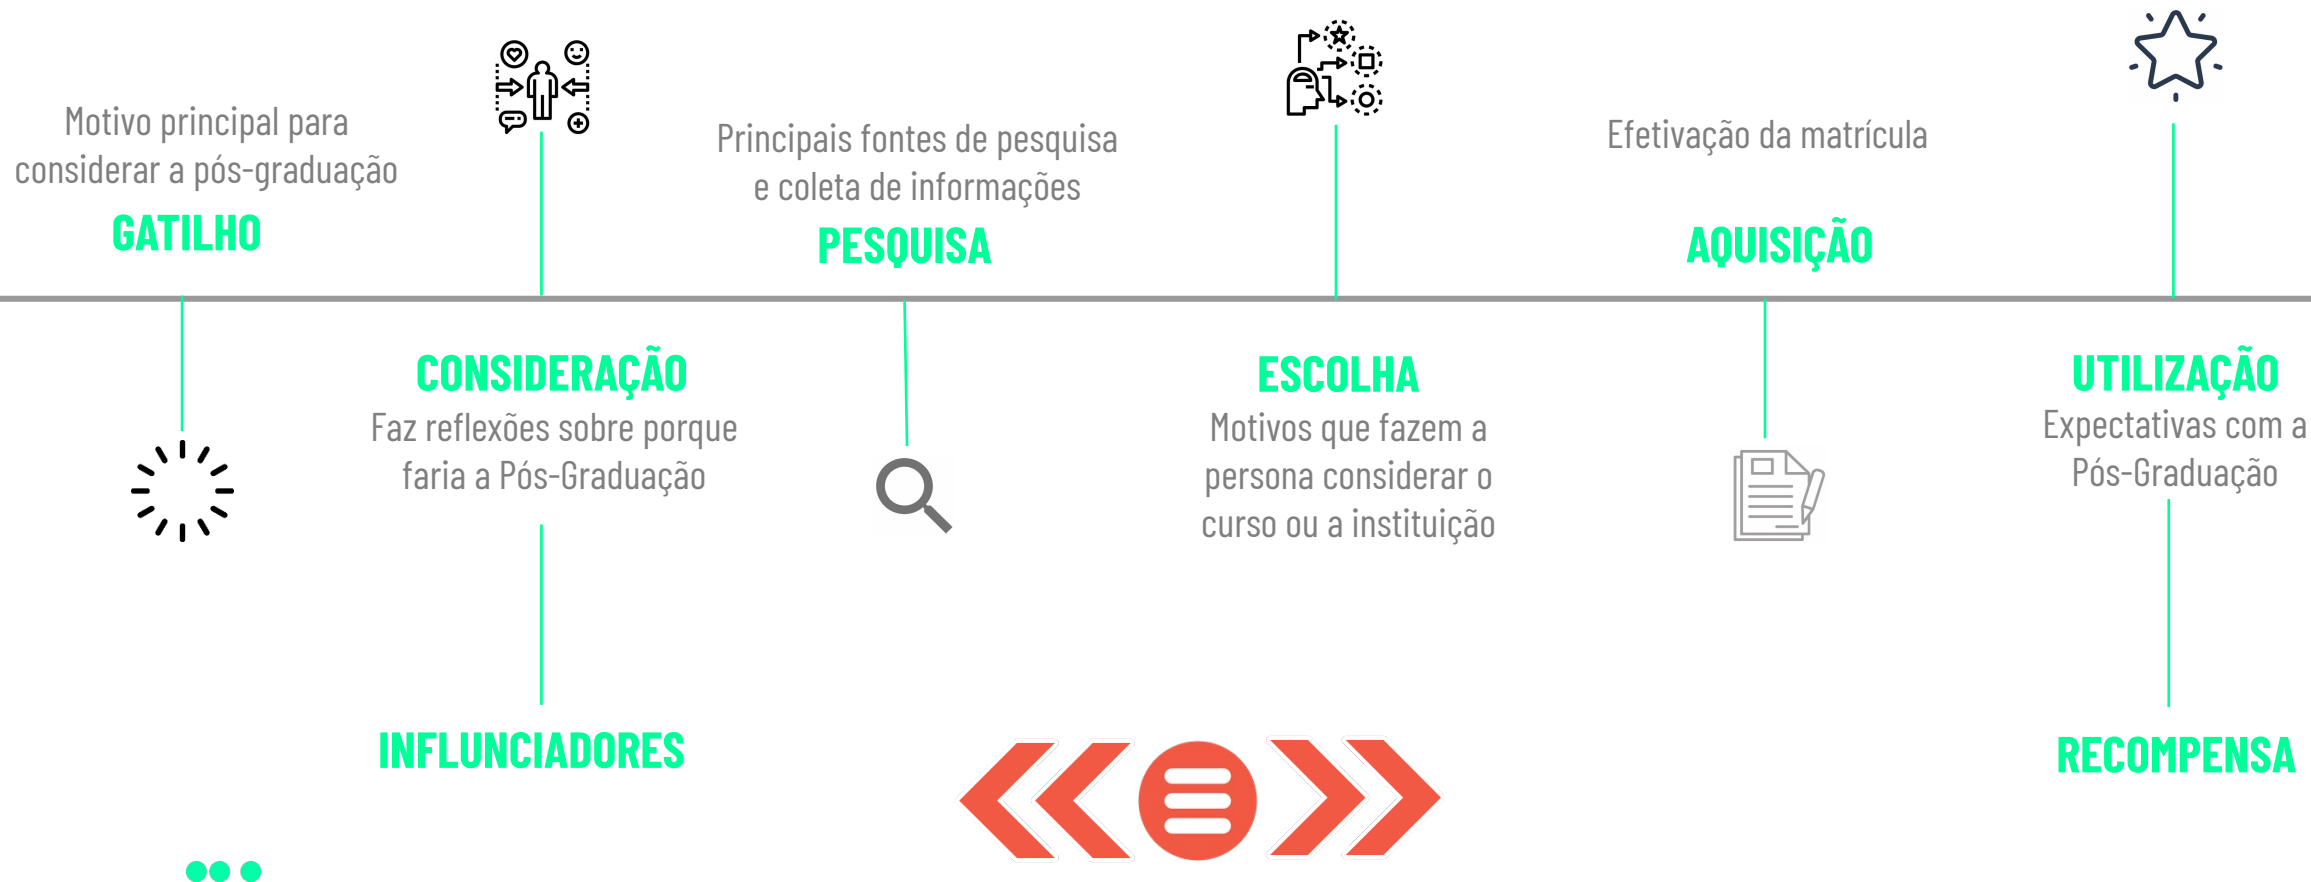 Motivo principal para
considerar a pós-graduação
GATILHO
CONSIDERAÇÃO
Faz reflexões sobre porque
faria a Pós-Graduação
INFLUNCIADORES
Principais fontes de pesquisa
e coleta de informações
PESQUISA
ESCOLHA
Motivos que fazem a
persona considerar o
curso ou a instituição
Efetivação da matrícula
AQUISIÇÃO
UTILIZAÇÃO
Expectativas com a
Pós-Graduação
RECOMPENSA